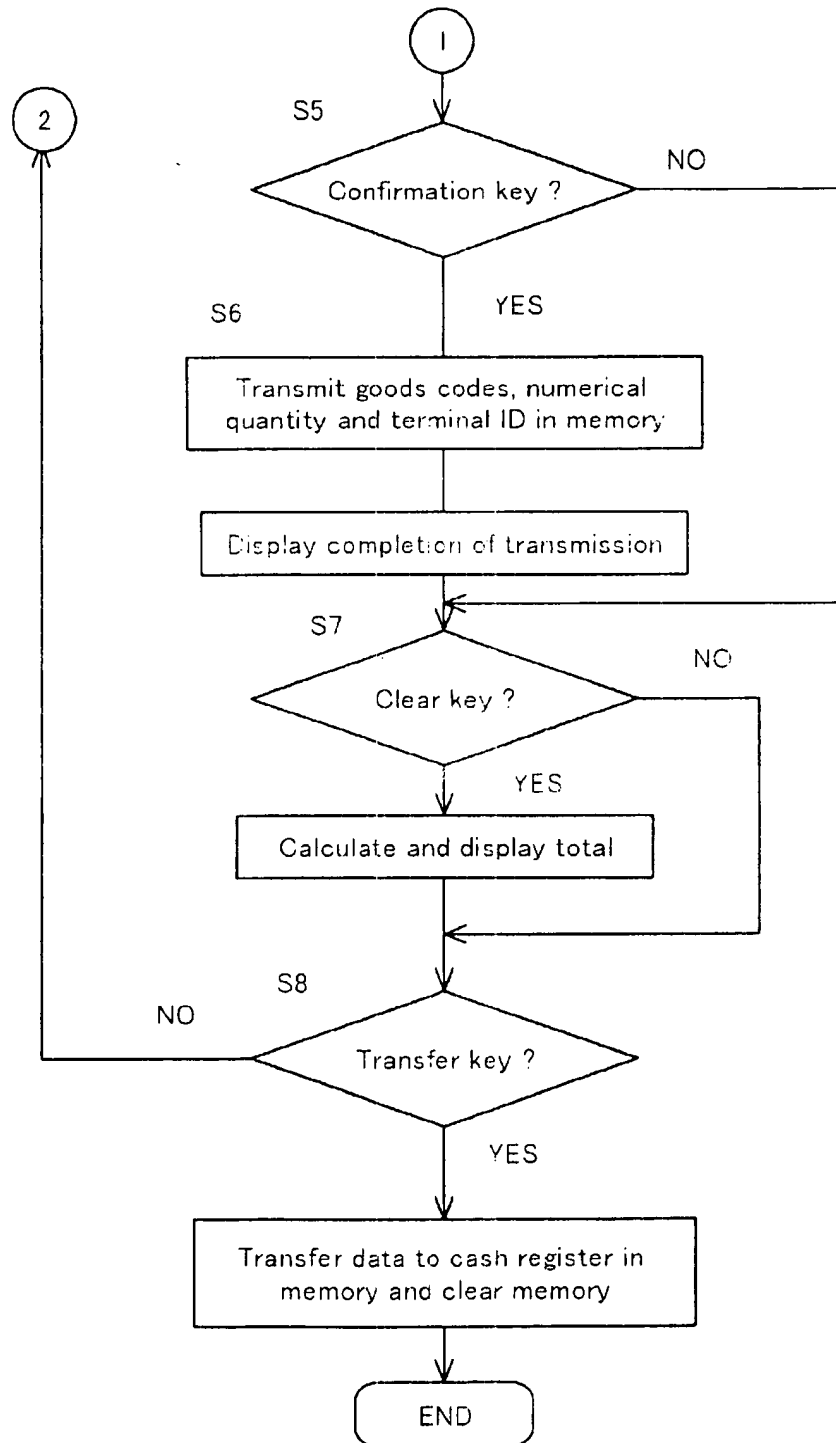 1
2
S5
Confirmation key ?
NO
YES
S6
Transmit goods codes, numerical
quantity and terminal ID in memory
Display completion of transmission
S7
NO
Clear key ?
YES
Calculate and display total
S8
NO
Transfer key ?
YES
Transfer data to cash register in
memory and clear memory
END